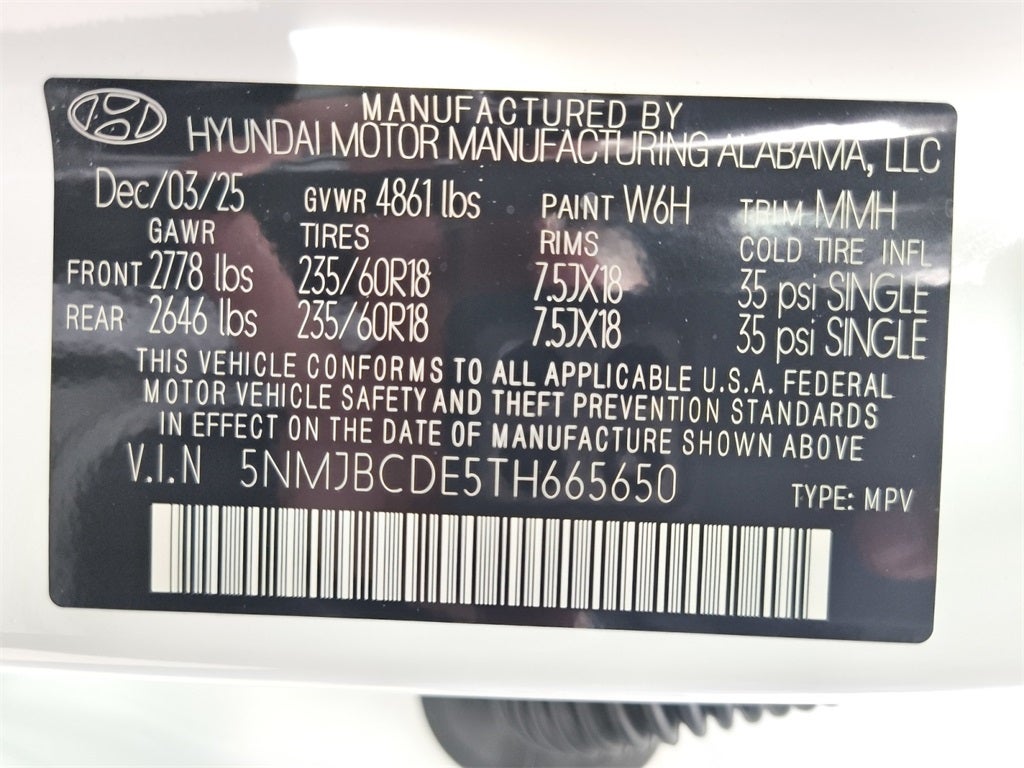 MANUFACTURED BY
HYUNDAI MOTOR MANUFACTURING ALABAMA, LLC
Dec/03/25 GVWR 4861 lbs PAINT W6H TRIM MMH
GAWR TIRES RIMS COLD TIRE INFL
FRONT 2778 lbs 235/60R18 7.5JX18 35 psi SINGLE
REAR 2646 lbs 235/60R18 7.5JX18 35 psi SINGLE
THIS VEHICLE CONFORMS TO ALL APPLICABLE U.S.A. FEDERAL
MOTOR VEHICLE SAFETY AND THEFT PREVENTION STANDARDS
IN EFFECT ON THE DATE OF MANUFACTURE SHOWN ABOVE
V.I.N 5NMJBCDE5TH665650 TYPE: MPV